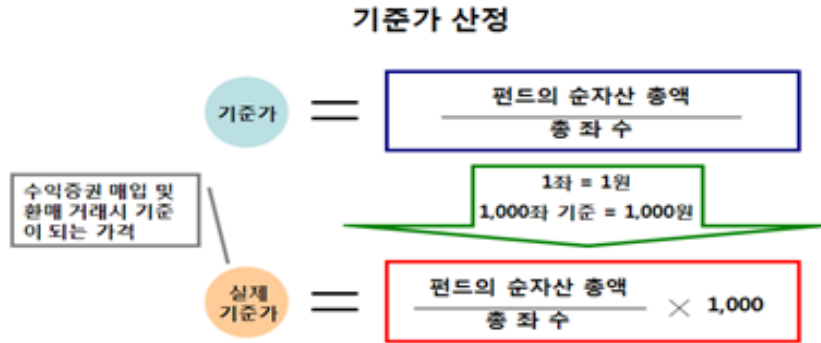 기준가 산정
기준가
펀드의 순자산 총액
총 좌 수
1좌 = 1원
1,000좌 기준 = 1,000원
수익증권 매입 및
환매 거래시 기준
이 되는 가격
실제
기준가
펀드의 순자산 총액
총 좌 수
× 1,000